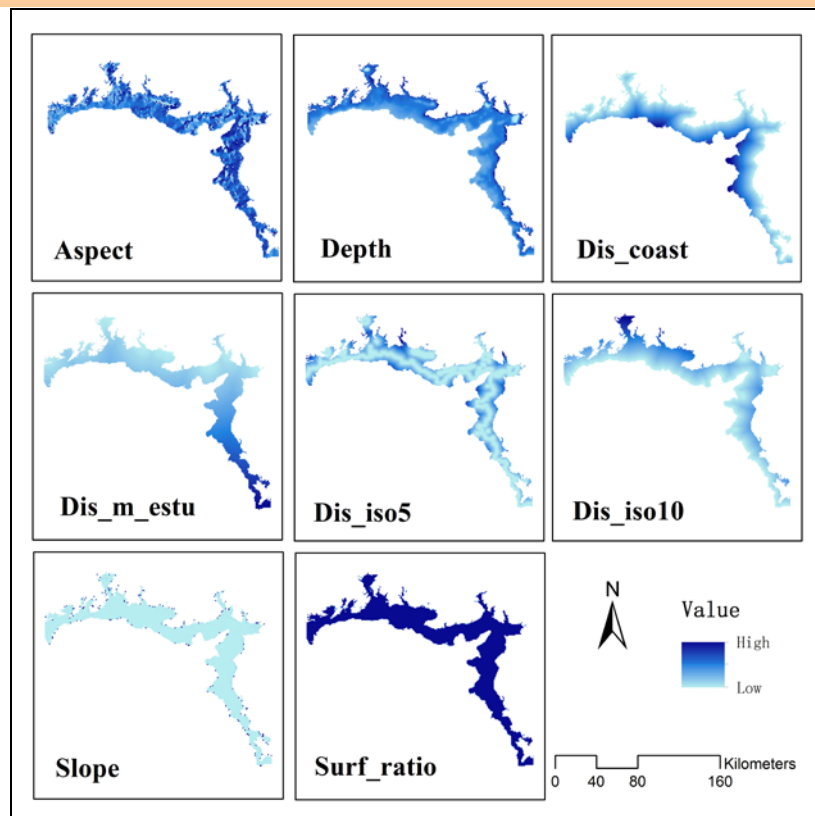 Aspect
Depth
Dis_coast
Dis_m_estu
Dis_iso5
Dis_iso10
Slope
Surf_ratio
N
Value
High
Low
Kilometers
0 40 80 160